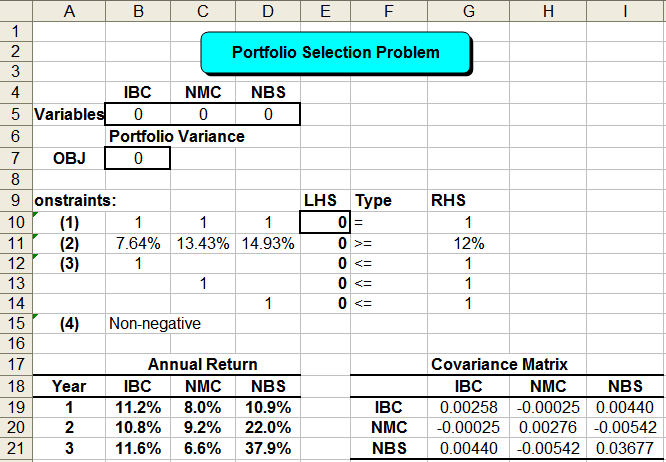 A B C D E F G H I
1
2 Portfolio Selection Problem
3
4 IBC NMC NBS
5 Variables 0 0 0
6 Portfolio Variance
7 OBJ 0
8
9 onstraints: LHS Type RHS
10 (1) 1 1 1 0 = 1
11 (2) 7.64% 13.43% 14.93% 0 >= 12%
12 (3) 1 0 <= 1
13 1 0 <= 1
14 1 0 <= 1
15 (4) Non-negative
16
17 Annual Return Covariance Matrix
18 Year IBC NMC NBS IBC NMC NBS
19 1 11.2% 8.0% 10.9% IBC 0.00258 -0.00025 0.00440
20 2 10.8% 9.2% 22.0% NMC -0.00025 0.00276 -0.00542
21 3 11.6% 6.6% 37.9% NBS 0.00440 -0.00542 0.03677